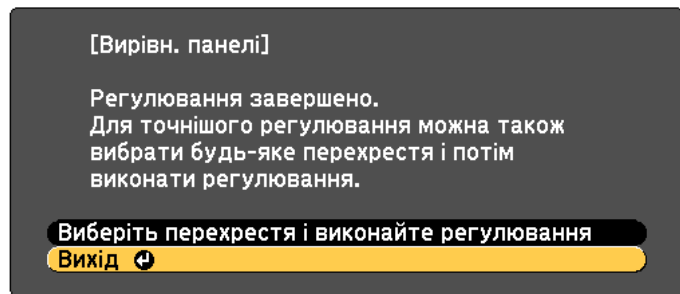 [Вирівн. панелі]
Регулювання завершено.
Для точнішого регулювання можна також
вибрати будь-яке перехрестя і потім
виконати регулювання.
Виберіть перехрестя і виконайте регулювання
Вихід